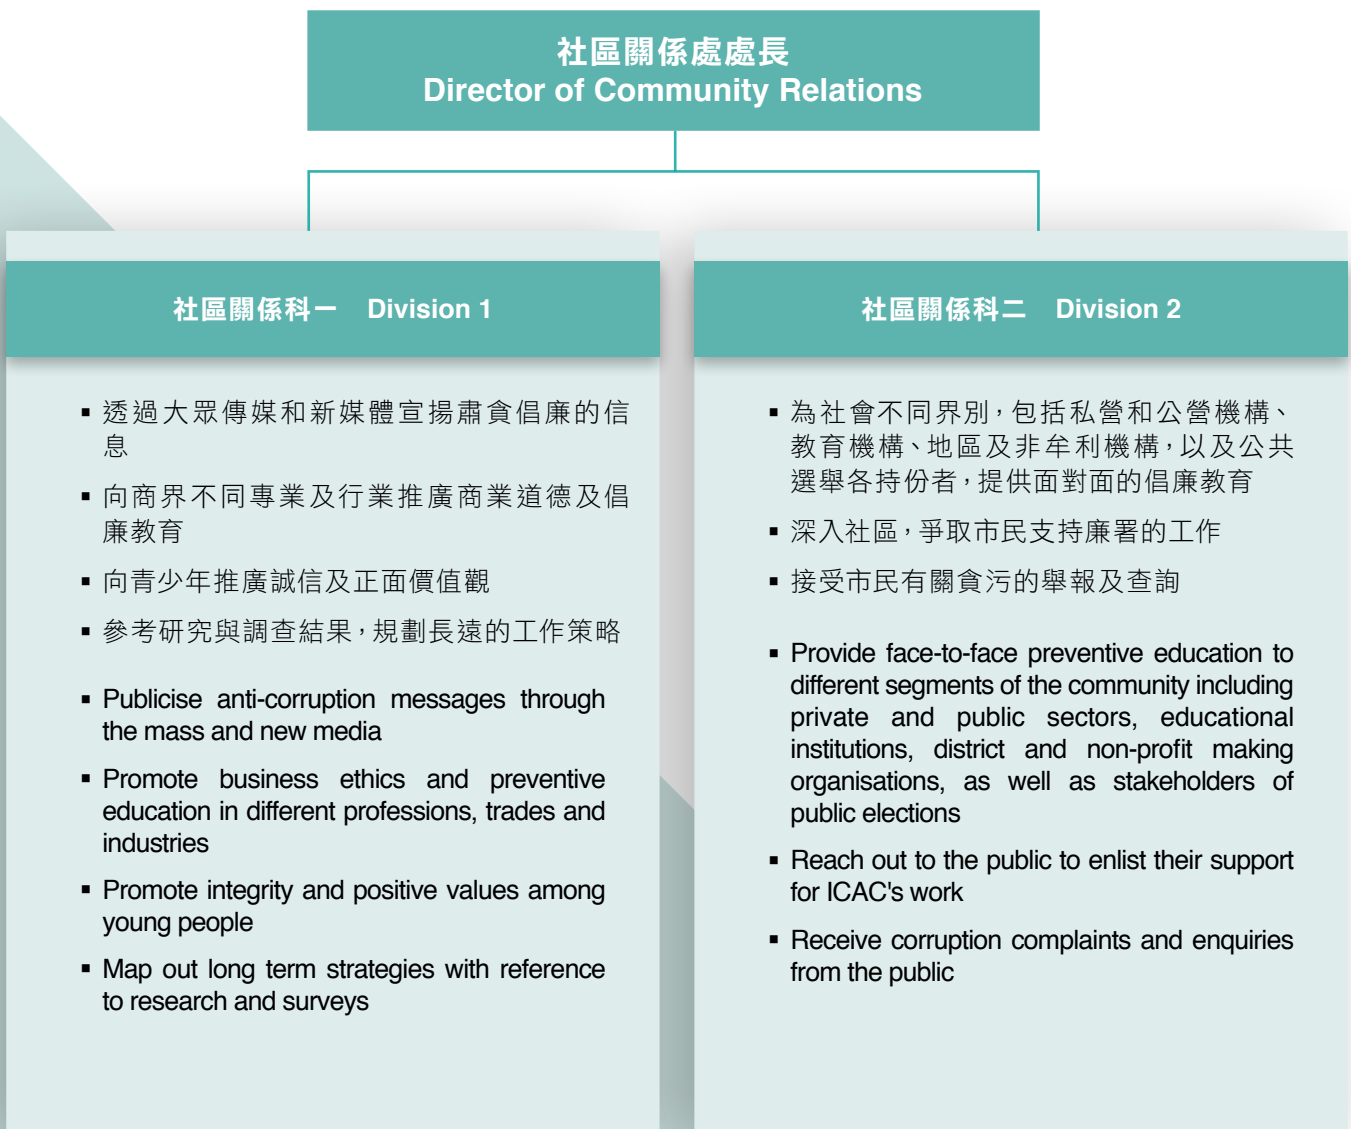 社區關係處處長
Director of Community Relations
社區關係科一 Division 1
▪ 透過大眾傳媒和新媒體宣揚肅貪倡廉的信
息
▪ 向商界不同專業及行業推廣商業道德及倡
廉教育
▪ 向青少年推廣誠信及正面價值觀
▪ 參考研究與調查結果，規劃長遠的工作策略
▪ Publicise anti-corruption messages through
the mass and new media
▪ Promote business ethics and preventive
education in different professions, trades and
industries
▪ Promote integrity and positive values among
young people
▪ Map out long term strategies with reference
to research and surveys
社區關係科二 Division 2
▪ 為社會不同界別，包括私營和公營機構、
教育機構、地區及非牟利機構，以及公共
選舉各持份者，提供面對面的倡廉教育
▪ 深入社區，爭取市民支持廉署的工作
▪ 接受市民有關貪污的舉報及查詢
▪ Provide face-to-face preventive education to
different segments of the community including
private and public sectors, educational
institutions, district and non-profit making
organisations, as well as stakeholders of
public elections
▪ Reach out to the public to enlist their support
for ICAC's work
▪ Receive corruption complaints and enquiries
from the public